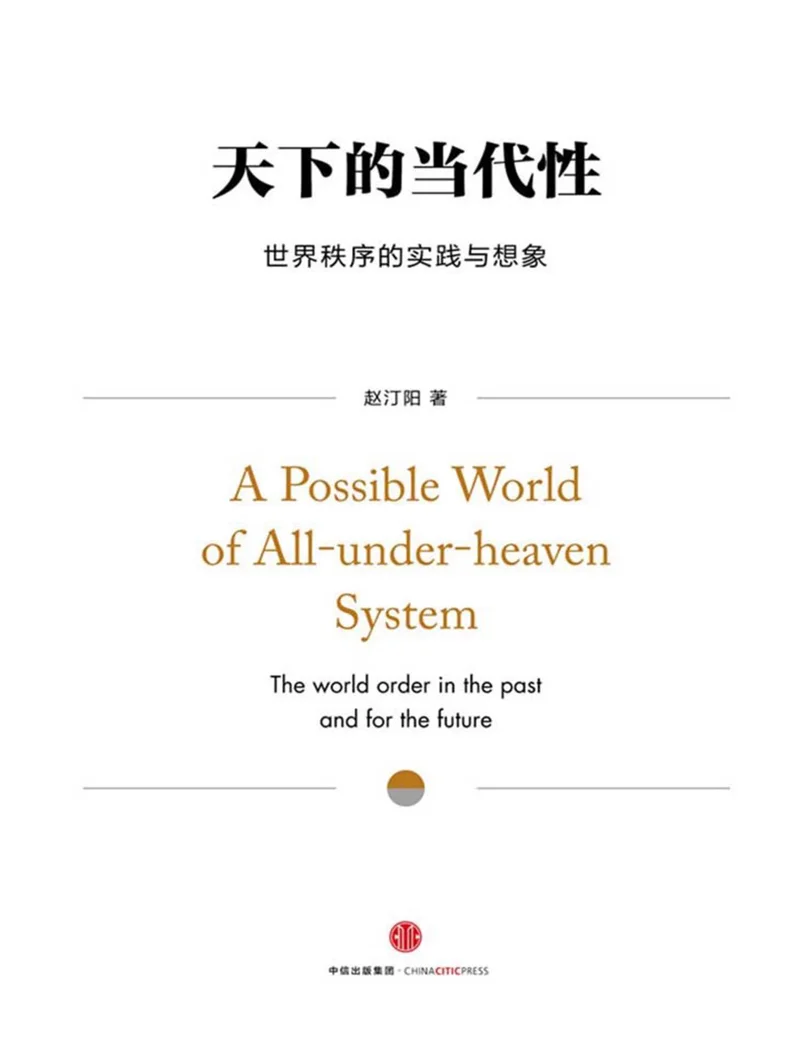 天下的当代性
世界秩序的实践与想象
赵汀阳 著
A Possible World
of All-under-heaven
System
The world order in the past
and for the future
中信出版集团·CHINACITICPRESS